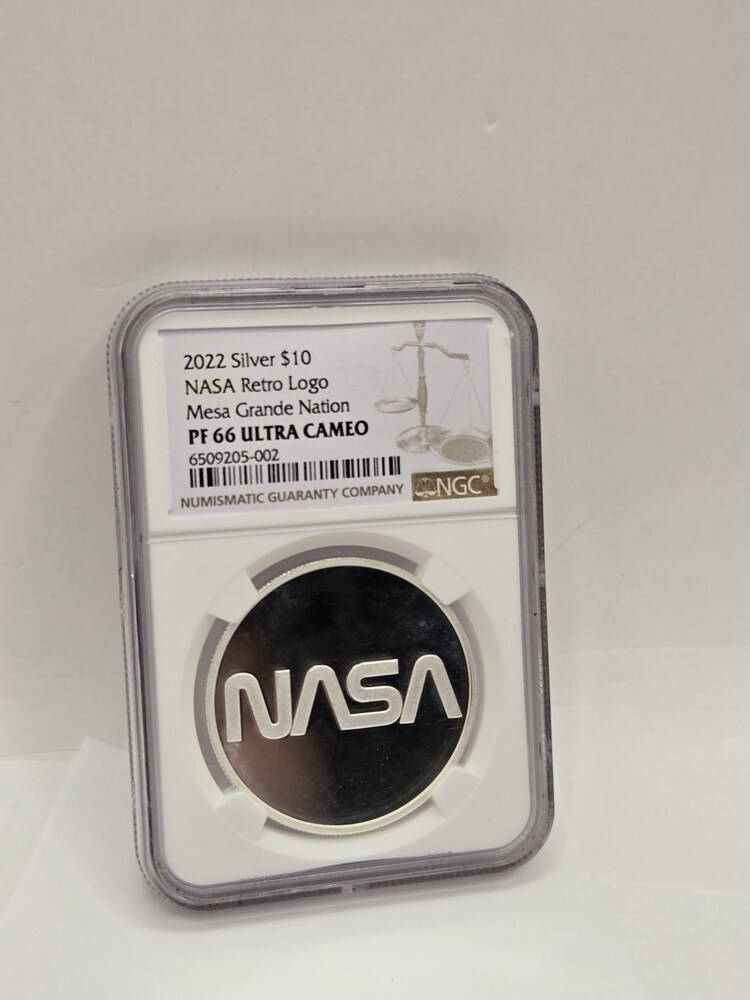 2022 Silver $10
NASA Retro Logo
Mesa Grande Nation
PF 66 ULTRA CAMEO
6509205-002
NUMISMATIC GUARANTY COMPANY
NGC®
NASA